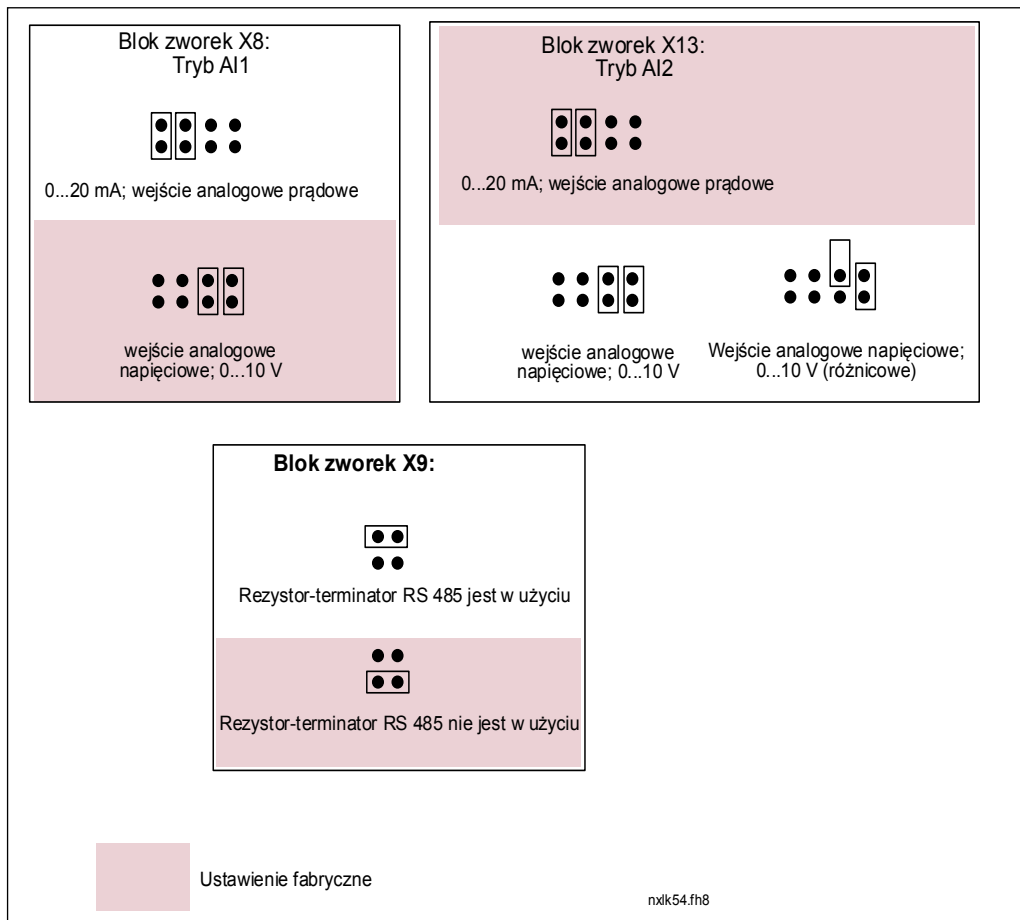 Blok zworek X8:
Tryb AI1
0...20 mA; wejście analogowe prądowe
wejście analogowe
napięciowe; 0...10 V
Blok zworek X13:
Tryb AI2
0...20 mA; wejście analogowe prądowe
wejście analogowe
napięciowe; 0...10 V
Wejście analogowe napięciowe;
0...10 V (różnicowe)
Blok zworek X9:
Rezystor-terminator RS 485 jest w użyciu
Rezystor-terminator RS 485 nie jest w użyciu
Ustawienie fabryczne
nxlk54.fh8